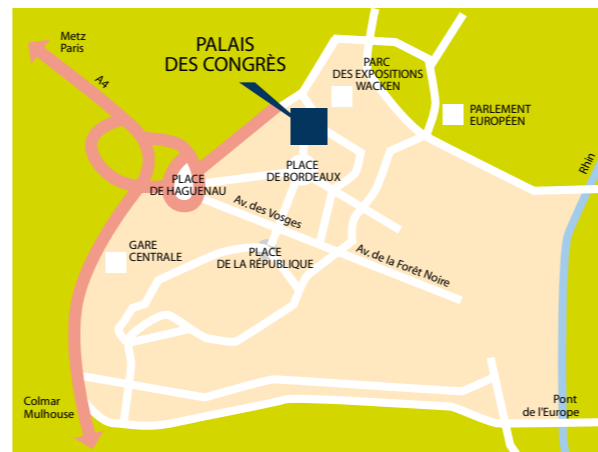 Metz
Paris
A4
PALAIS
DES CONGRÈS
PARC
DES EXPOSITIONS
WACKEN
PARLEMENT
EUROPÉEN
Rhin
PLACE
DE HAGUENAU
PLACE
DE BORDEAUX
Av. des Vosges
GARE
CENTRALE
PLACE
DE LA RÉPUBLIQUE
Av. de la Forêt Noire
Colmar
Mulhouse
Pont
de l'Europe